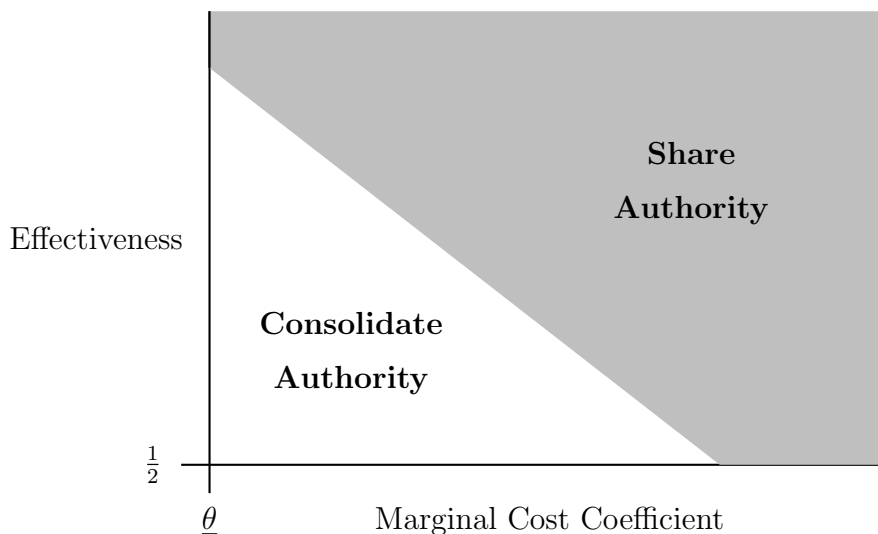 Share
Authority
Effectiveness
Consolidate
Authority
1/2
θ
Marginal Cost Coefficient